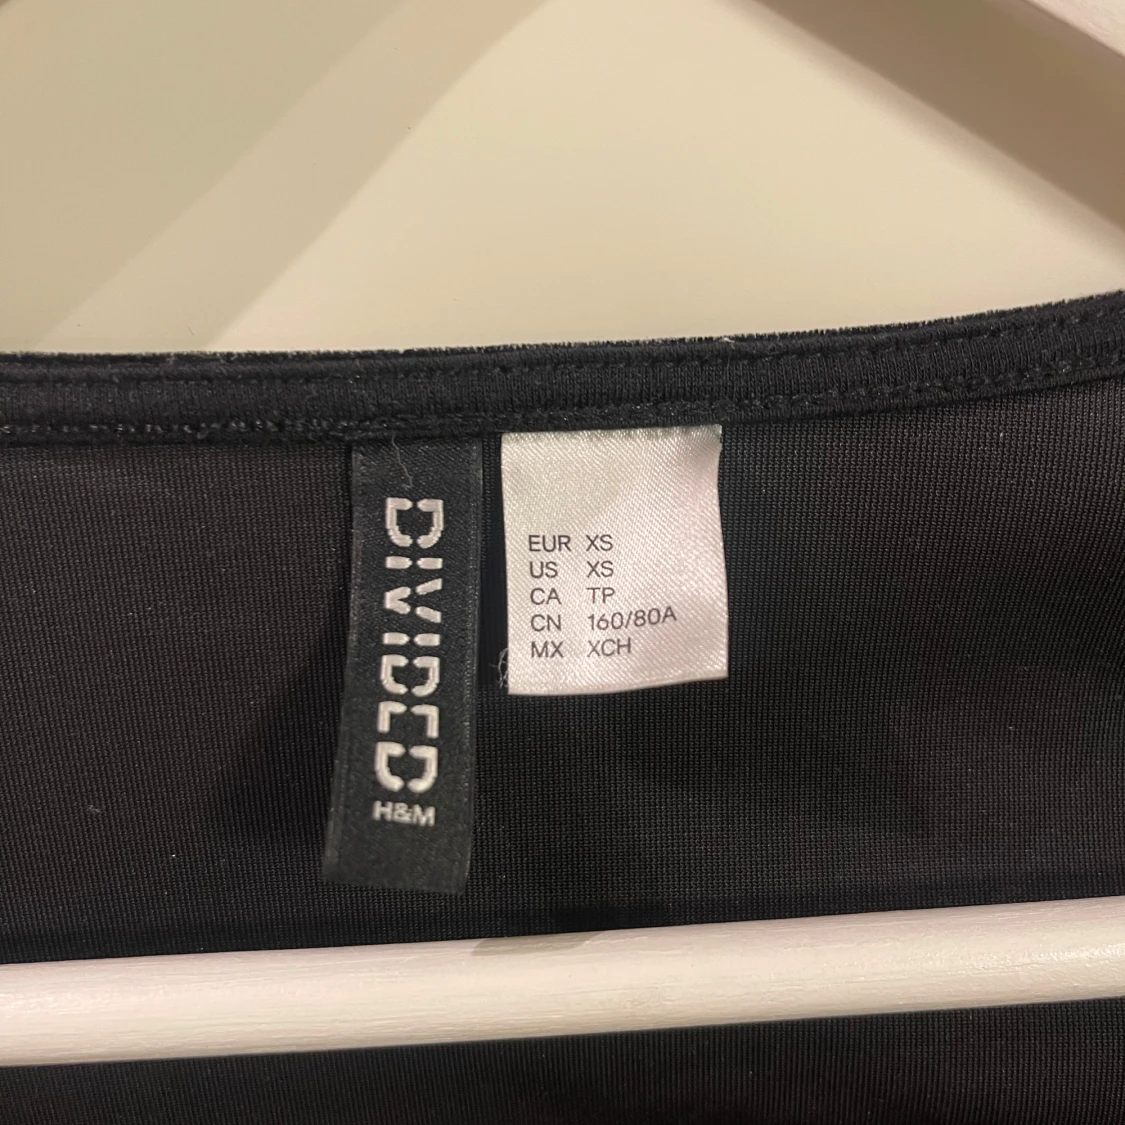 DIVIDED
H&M
EUR XS
US XS
CA TP
CN 160/80A
MX XCH